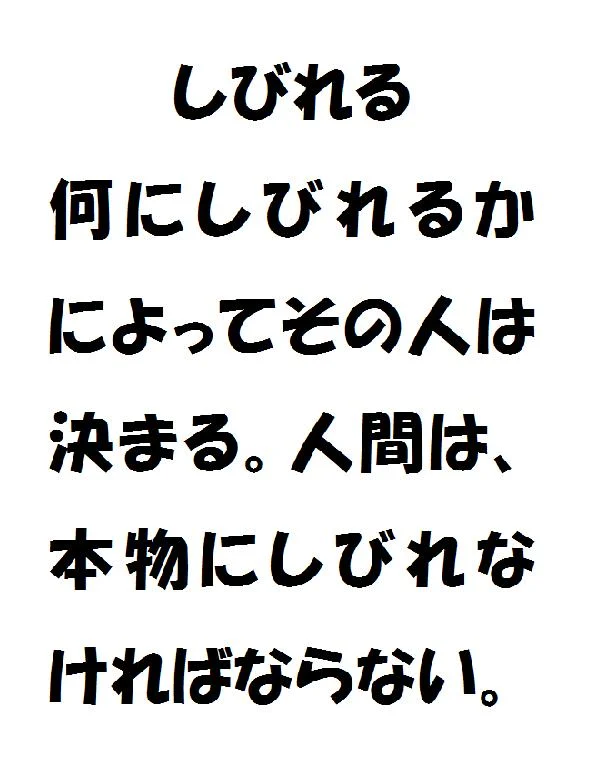 しびれる
何にしびれるか
によってその人は
決まる。人間は、
本物にしびれな
ければならない。